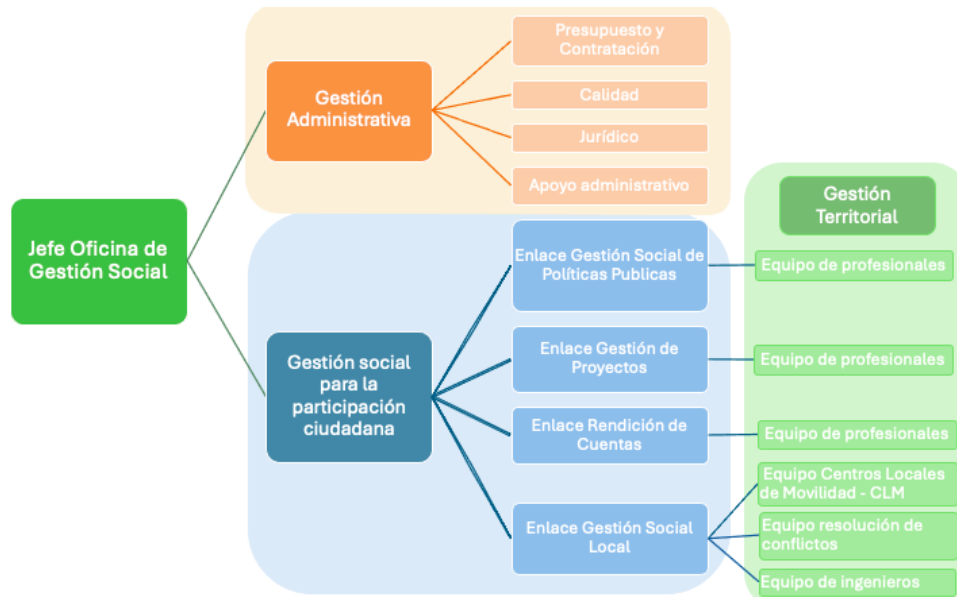 Jefe Oficina de
Gestión Social
Gestión
Administrativa
Presupuesto y
Contratación
Calidad
Jurídico
Apoyo administrativo
Gestión social
para la
participación
ciudadana
Enlace Gestión Social de
Políticas Publicas
Enlace Gestión de
Proyectos
Enlace Rendición de
Cuentas
Enlace Gestión Social
Local
Gestión
Territorial
Equipo de profesionales
Equipo de profesionales
Equipo de profesionales
Equipo Centros Locales
de Movilidad - CLM
Equipo resolución de
conflictos
Equipo de ingenieros